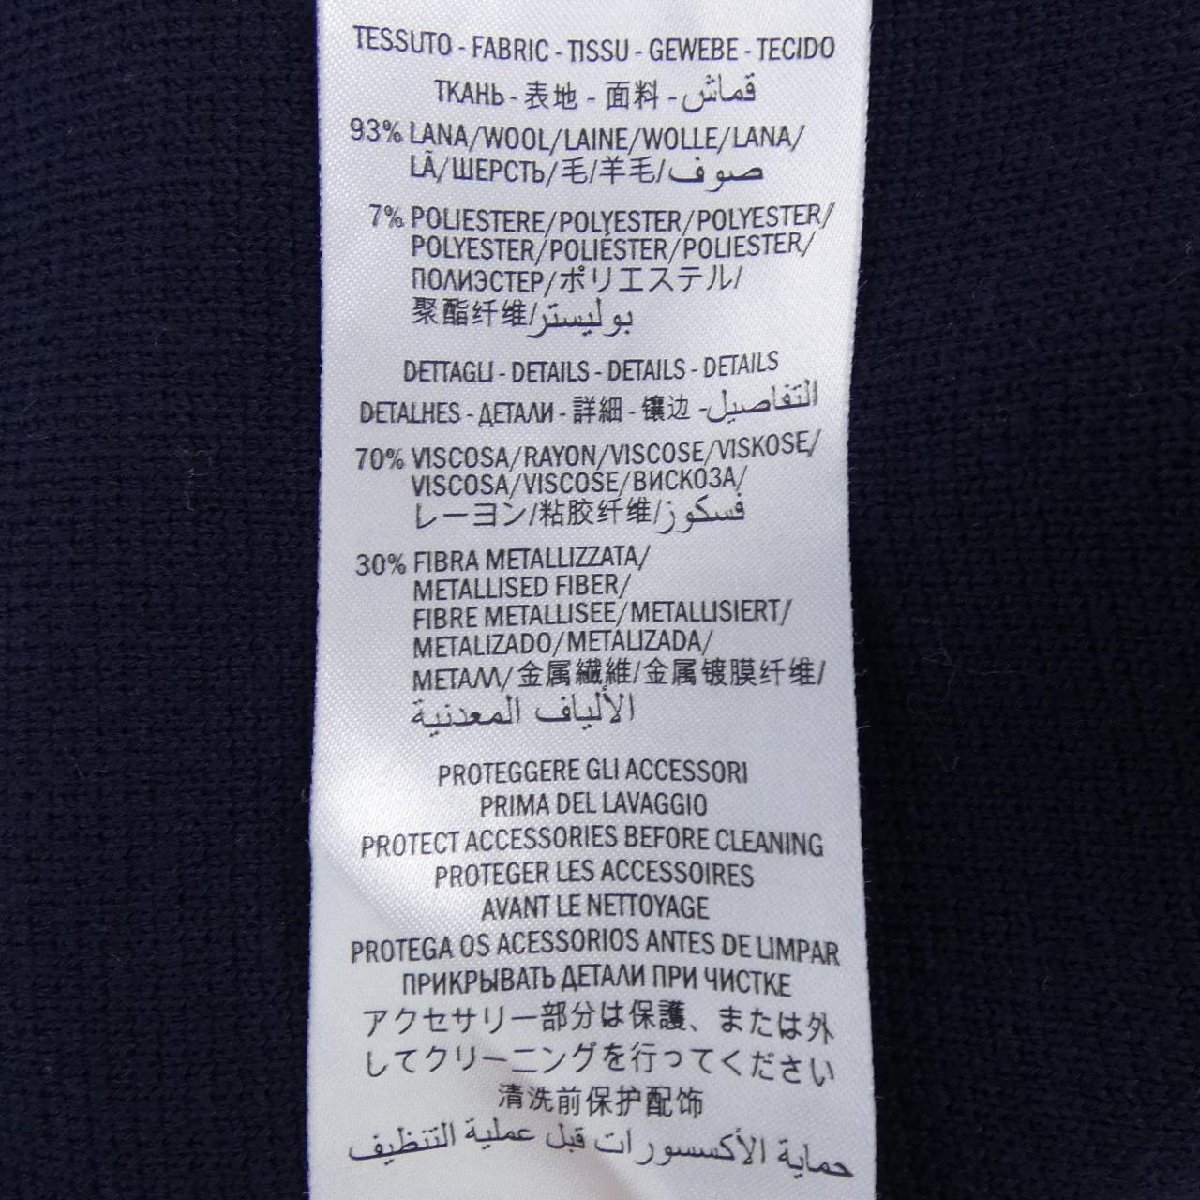 TESSUTO - FABRIC - TISSU - GEWEBE - TECIDO
ТКАНЬ - 表地 - 面料 - قماش
93% LANA/WOOL/LAINE/WOLLE/LANA/
LÃ/ШЕРСТЬ/毛/羊毛/صوف
7% POLIESTERE/POLYESTER/POLYESTER/
POLYESTER/POLIÉSTER/POLIESTER/
ПОЛИЭСТЕР/ポリエステル/
聚酯纤维/بوليستر
DETTAGLI - DETAILS - DETAILS - DETAILS
DETALHES - ДЕТАЛИ - 詳細 - 镶边 - التفاصيل
70% VISCOSA/RAYON/VISCOSE/VISKOSE/
VISCOSA/VISCOSE/ВИСКОЗА/
レーヨン/粘胶纤维/فسكوز
30% FIBRA METALLIZZATA/
METALLISED FIBER/
FIBRE METALLISEE/METALLISIERT/
METALIZADO/METALIZADA/
МЕТАЛЛ/金属繊維/金属镀膜纤维/
الألياف المعدنية
PROTEGGERE GLI ACCESSORI
PRIMA DEL LAVAGGIO
PROTECT ACCESSORIES BEFORE CLEANING
PROTEGER LES ACCESSOIRES
AVANT LE NETTOYAGE
PROTEGA OS ACESSORIOS ANTES DE LIMPAR
ПРИКРЫВАТЬ ДЕТАЛИ ПРИ ЧИСТКЕ
アクセサリー部分は保護、または外
してクリーニングを行ってください
清洗前保护配饰
حماية الأكسسورات قبل عملية التنظيف